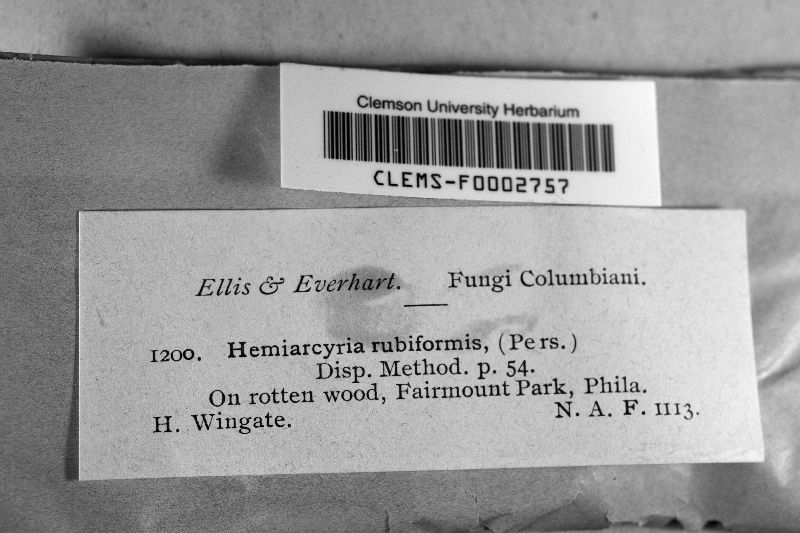 Clemson University Herbarium
CLEMS-F0002757
Ellis & Everhart. Fungi Columbiani.
1200. Hemiarcyria rubiformis, (Pers.)
Disp. Method. p. 54.
On rotten wood, Fairmount Park, Phila.
H. Wingate. N. A. F. 1113.